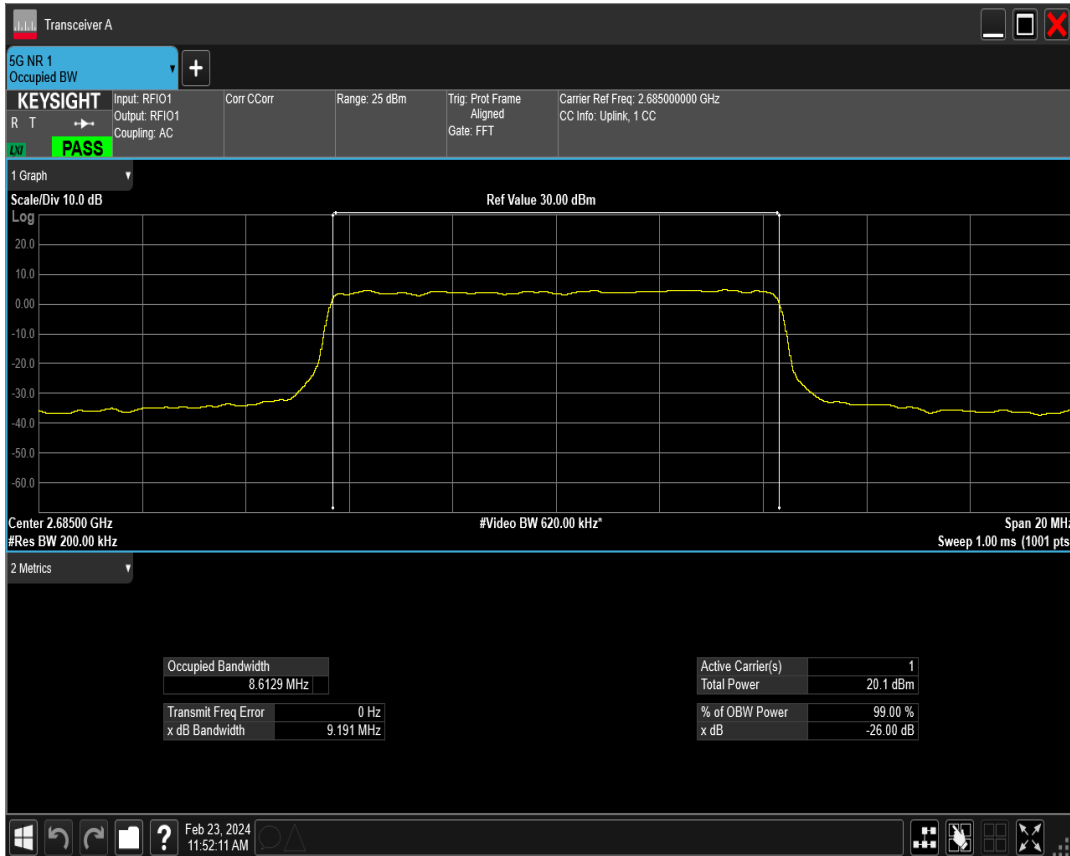 Transceiver A
5G NR 1
Occupied BW
KEYSIGHT
R T
LXI
PASS
Input: RFIO1
Output: RFIO1
Coupling: AC
Corr CCorr
Range: 25 dBm
Trig: Prot Frame
Aligned
Gate: FFT
Carrier Ref Freq: 2.685000000 GHz
CC Info: Uplink, 1 CC
1 Graph
Scale/Div 10.0 dB
Ref Value 30.00 dBm
Log
20.0
10.0
0.00
-10.0
-20.0
-30.0
-40.0
-50.0
-60.0
Center 2.68500 GHz
#Video BW 620.00 kHz*
Span 20 MHz
#Res BW 200.00 kHz
Sweep 1.00 ms (1001 pts
2 Metrics
Occupied Bandwidth
8.6129 MHz
Transmit Freq Error 0 Hz
x dB Bandwidth 9.191 MHz
Active Carrier(s) 1
Total Power 20.1 dBm
% of OBW Power 99.00 %
x dB -26.00 dB
Feb 23, 2024
11:52:11 AM